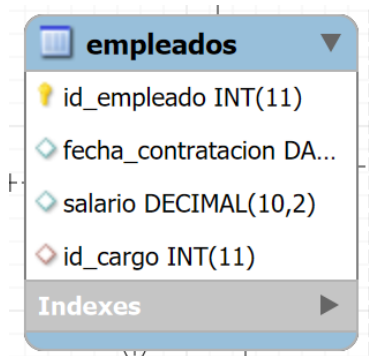 empleados
id_empleado INT(11)
fecha_contratacion DA...
salario DECIMAL(10,2)
id_cargo INT(11)
Indexes